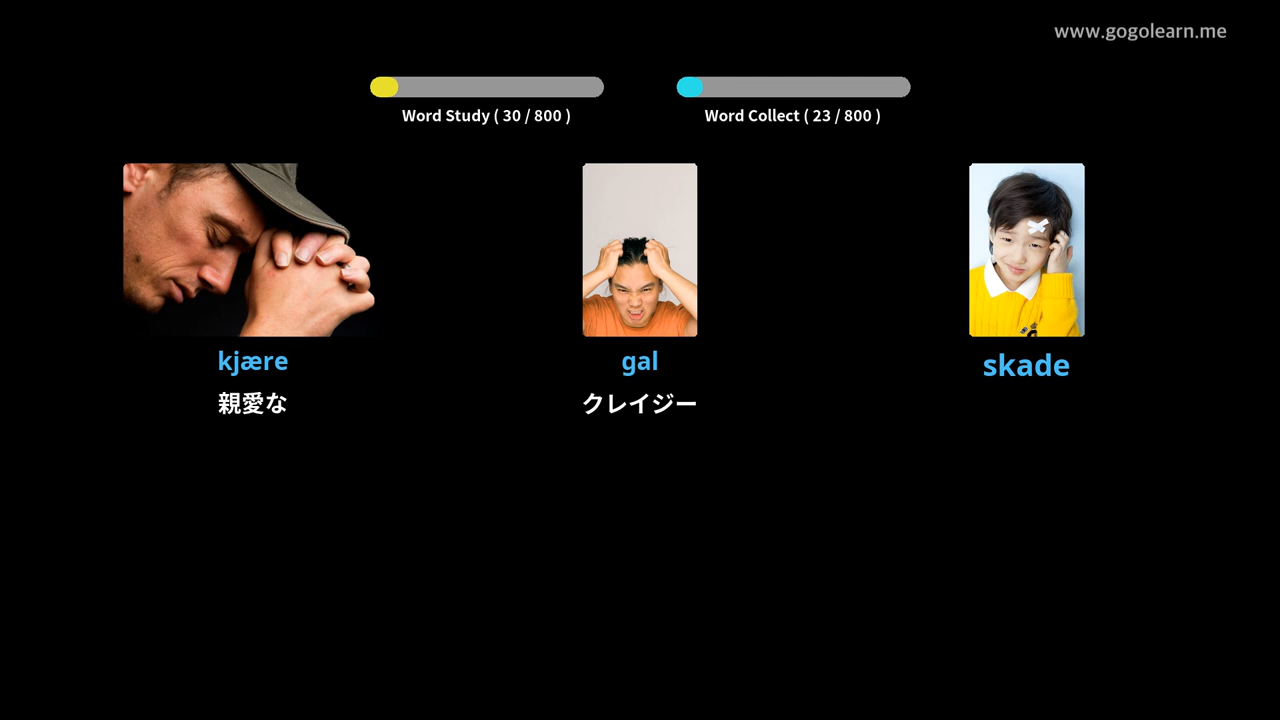 www.gogolearn.me
Word Study ( 30 / 800 )
Word Collect ( 23 / 800 )
kjære
gal
skade
親愛な
クレイジー